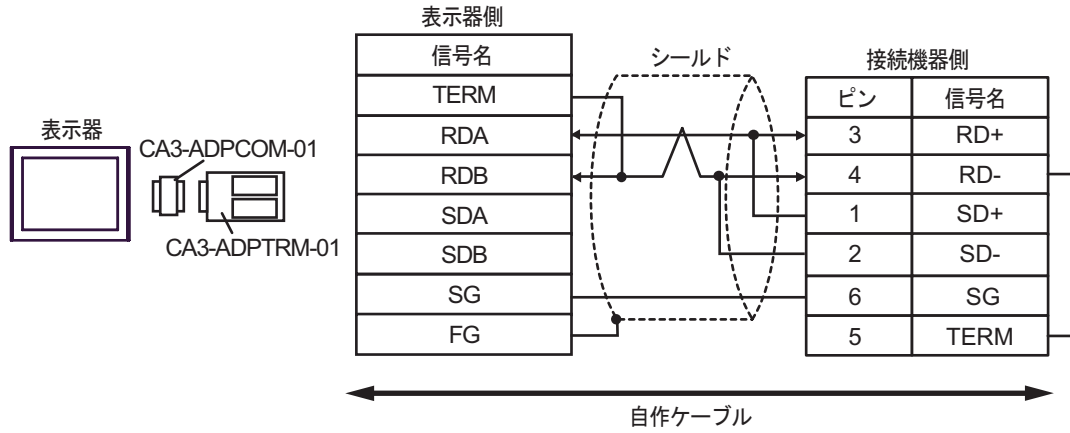 表示器
CA3-ADPCOM-01
CA3-ADPTRM-01
表示器側
信号名
TERM
RDA
RDB
SDA
SDB
SG
FG
シールド
接続機器側
ピン 信号名
3 RD+
4 RD-
1 SD+
2 SD-
6 SG
5 TERM
自作ケーブル